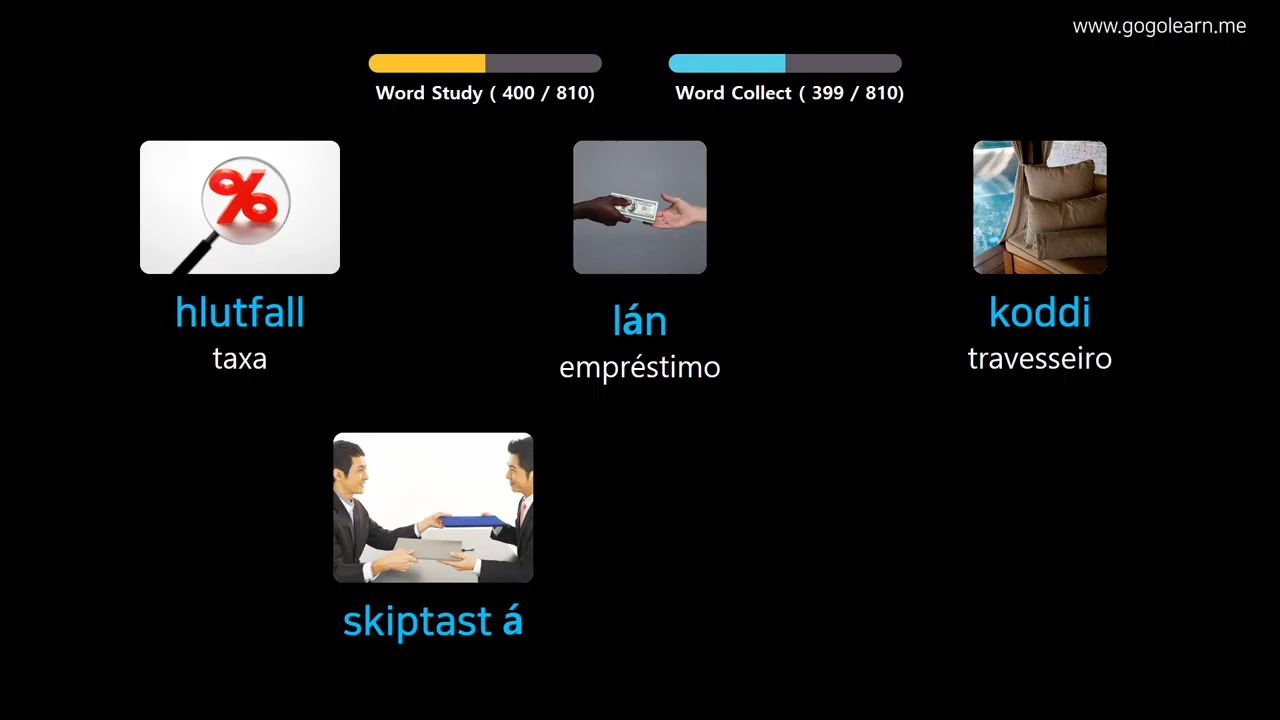 www.gogolearn.me
Word Study ( 400 / 810)
Word Collect ( 399 / 810)
%
hlutfall
taxa
lán
empréstimo
koddi
travesseiro
skiptast á